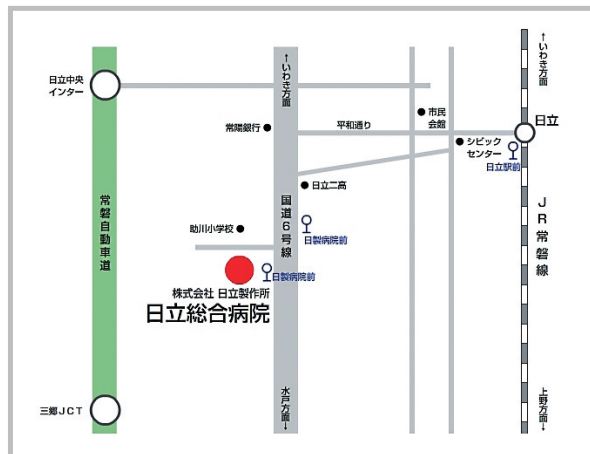 ↑いわき方面
↑いわき方面
日立中央
インター
常陽銀行
平和通り
市民
会館
日立
シビック
センター
日立駅前
日立二高
常磐自動車道
国道6号線
JR常磐線
助川小学校
日製病院前
日製病院前
株式会社 日立製作所
日立総合病院
三郷JCT
水戸方面↓
上野方面↓